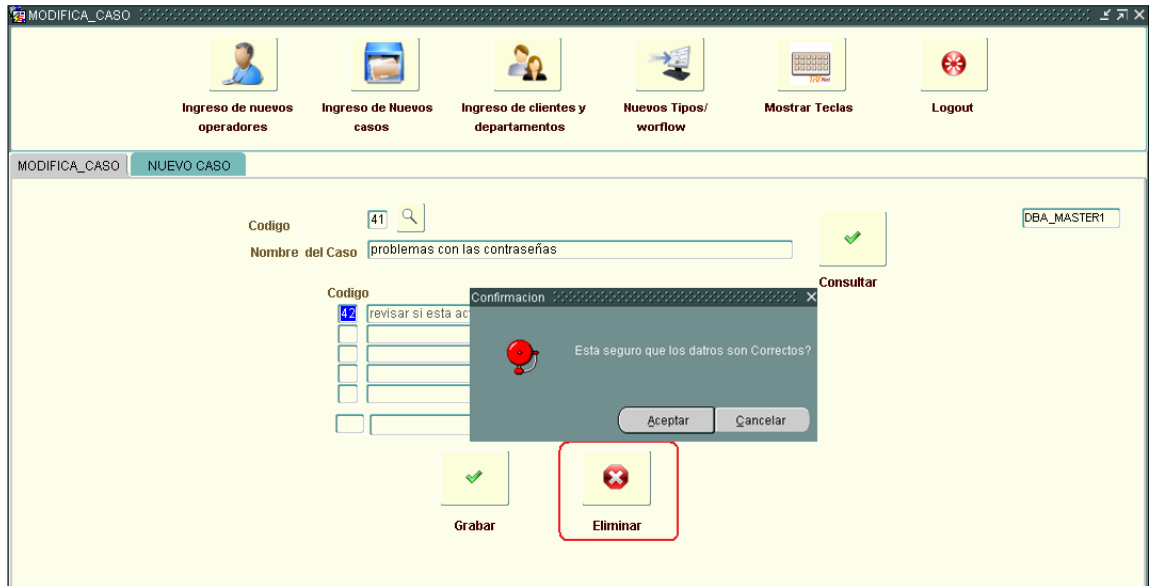 MODIFICA_CASO
Ingreso de nuevos operadores
Ingreso de Nuevos casos
Ingreso de clientes y departamentos
Nuevos Tipos/ worflow
Mostrar Teclas
Logout
MODIFICA_CASO NUEVO CASO
Codigo 41
DBA_MASTER1
Nombre del Caso problemas con las contraseñas
Consultar
Codigo
42 revisar si esta ac
Confirmacion
Esta seguro que los datros son Correctos?
Aceptar Cancelar
Grabar Eliminar